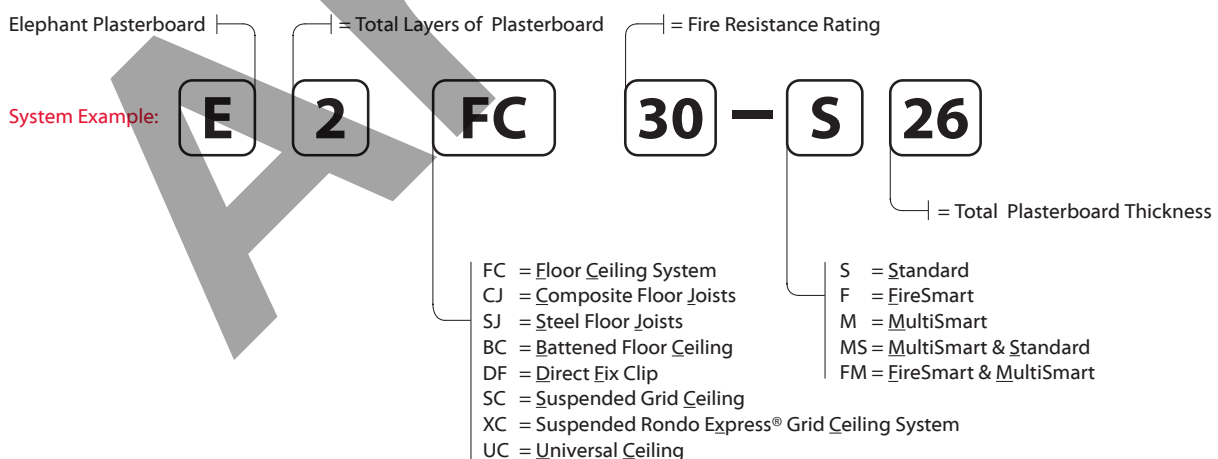 Elephant Plasterboard = Total Layers of Plasterboard = Fire Resistance Rating
System Example: E 2 FC 30 – S 26
= Total Plasterboard Thickness
FC = Floor Ceiling System
CJ = Composite Floor Joists
SJ = Steel Floor Joists
BC = Battened Floor Ceiling
DF = Direct Fix Clip
SC = Suspended Grid Ceiling
XC = Suspended Rondo Express® Grid Ceiling System
UC = Universal Ceiling
S = Standard
F = FireSmart
M = MultiSmart
MS = MultiSmart & Standard
FM = FireSmart & MultiSmart